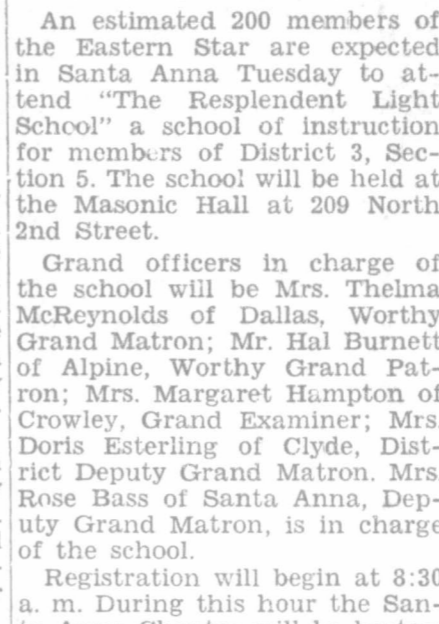 An estimated 200 members of
the Eastern Star are expected
in Santa Anna Tuesday to at-
tend "The Resplendent Light
School" a school of instruction
for members of District 3, Sec-
tion 5. The school will be held at
the Masonic Hall at 209 North
2nd Street.
Grand officers in charge of
the school will be Mrs. Thelma
McReynolds of Dallas, Worthy
Grand Matron; Mr. Hal Burnett
of Alpine, Worthy Grand Pat-
ron; Mrs. Margaret Hampton of
Crowley, Grand Examiner; Mrs.
Doris Esterling of Clyde, Dist-
rict Deputy Grand Matron. Mrs
Rose Bass of Santa Anna, Dep-
uty Grand Matron, is in charge
of the school.
Registration will begin at 8:30
a. m. During this hour the San-